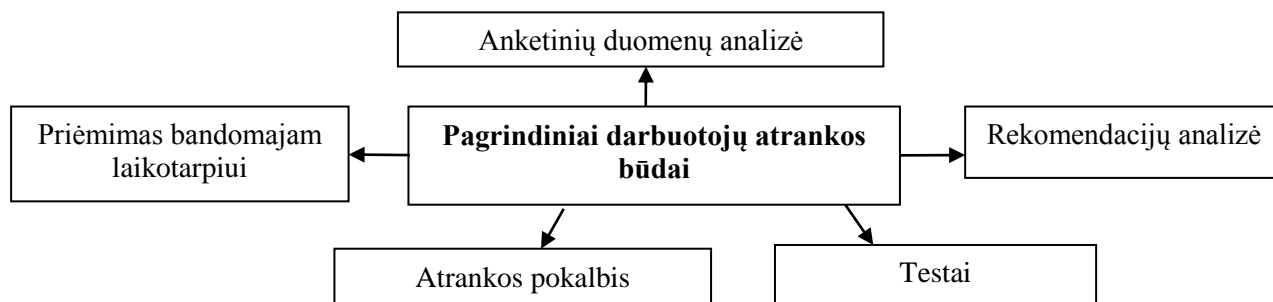 Anketinių duomenų analizė
Priėmimas bandomajam
laikotarpiui
Pagrindiniai darbuotojų atrankos
būdai
Rekomendacijų analizė
Atrankos pokalbis
Testai